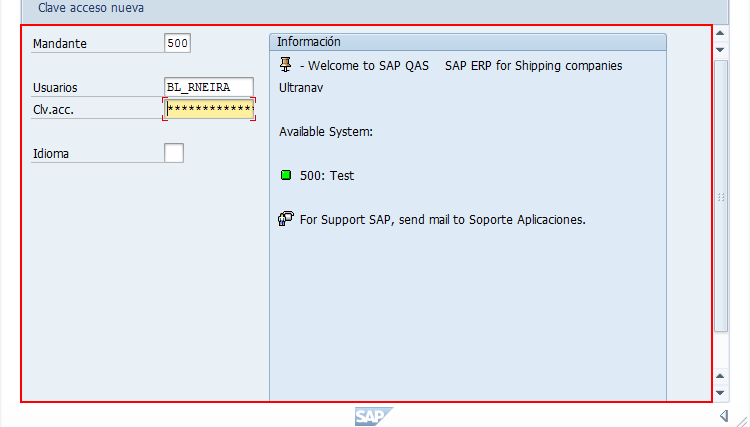 Clave acceso nueva
Mandante 500
Información
- Welcome to SAP QAS SAP ERP for Shipping companies
Usuarios BL_RNEIRA
Ultranav
Clv.acc. *************
Available System:
Idioma
500: Test
For Support SAP, send mail to Soporte Aplicaciones.
SAP